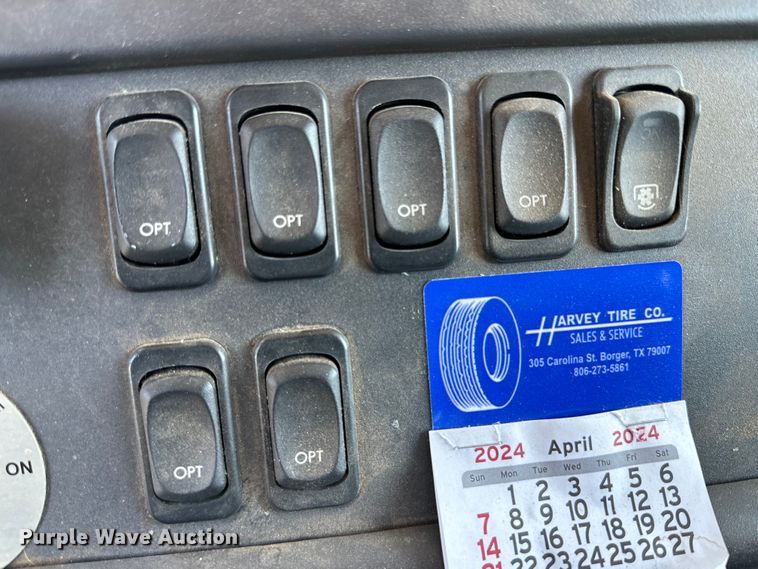 OPT
OPT
OPT
OPT
HARVEY TIRE CO.
SALES & SERVICE
305 Carolina St. Borger, TX 79007
806-273-5861
OPT
OPT
ON
2024 April 2024
Sun Mon Tue Wed Thu Fri Sat
1 2 3 4 5 6
7 8 9 10 11 12 13
14 15 16 17 18 19 20
21 22 23 24 25 26 27
Purple Wave Auction